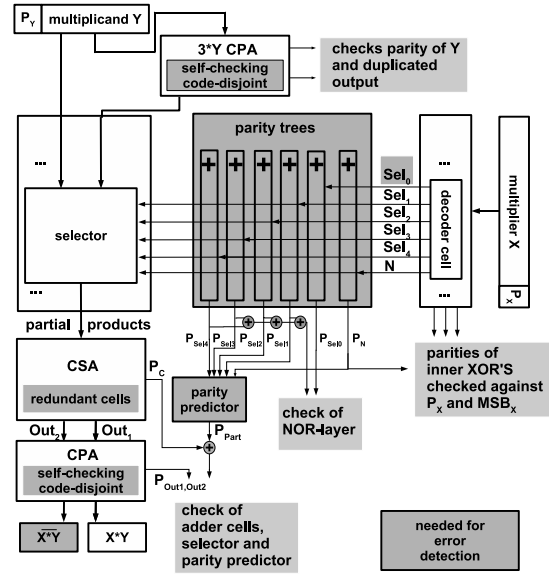 P_Y multiplicand Y
3*Y CPA
self-checking
code-disjoint
checks parity of Y
and duplicated
output
parity trees
+ + + + + +
...
...
Sel_0
Sel_1
Sel_2
Sel_3
Sel_4
N
selector
decoder cell
multiplier X
P_X
...
...
partial products
P_Sel4 P_Sel3 P_Sel2 P_Sel1 P_Sel0 P_N
+ + +
CSA
redundant cells
P_C
parity
predictor
check of
NOR-layer
parities of
inner XOR'S
checked against
P_X and MSB_X
Out_2 Out_1
P_Part
+
CPA
self-checking
code-disjoint
P_Out1,Out2
X̅*̅Y̅ X*Y
check of
adder cells,
selector and
parity predictor
needed for
error
detection